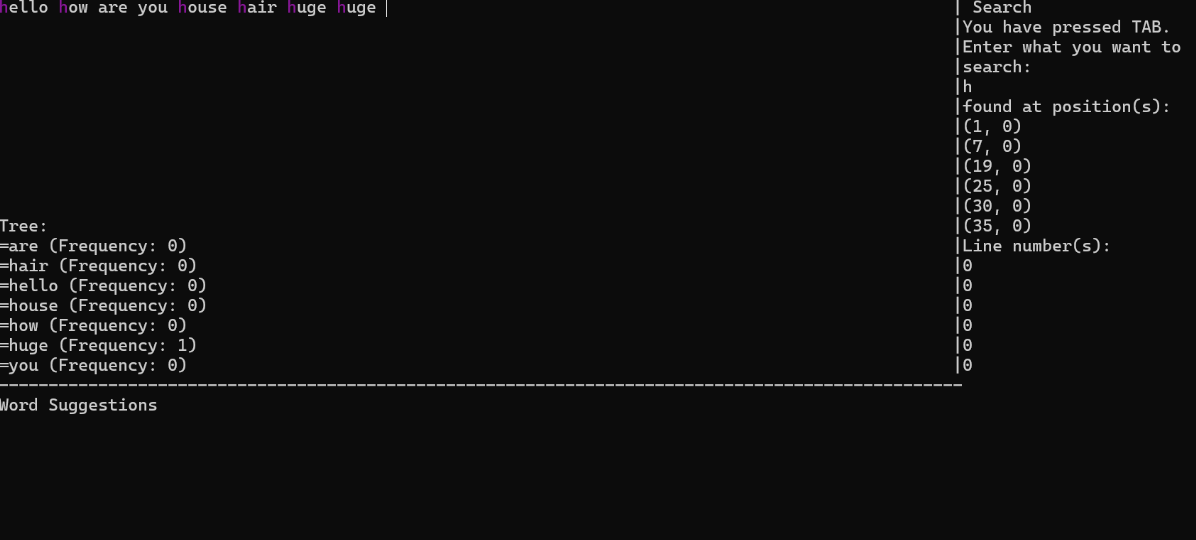 hello how are you house hair huge huge
Tree:
=are (Frequency: 0)
=hair (Frequency: 0)
=hello (Frequency: 0)
=house (Frequency: 0)
=how (Frequency: 0)
=huge (Frequency: 1)
=you (Frequency: 0)
Word Suggestions
| Search
|You have pressed TAB.
|Enter what you want to
|search:
|h
|found at position(s):
|(1, 0)
|(7, 0)
|(19, 0)
|(25, 0)
|(30, 0)
|(35, 0)
|Line number(s):
|0
|0
|0
|0
|0
|0